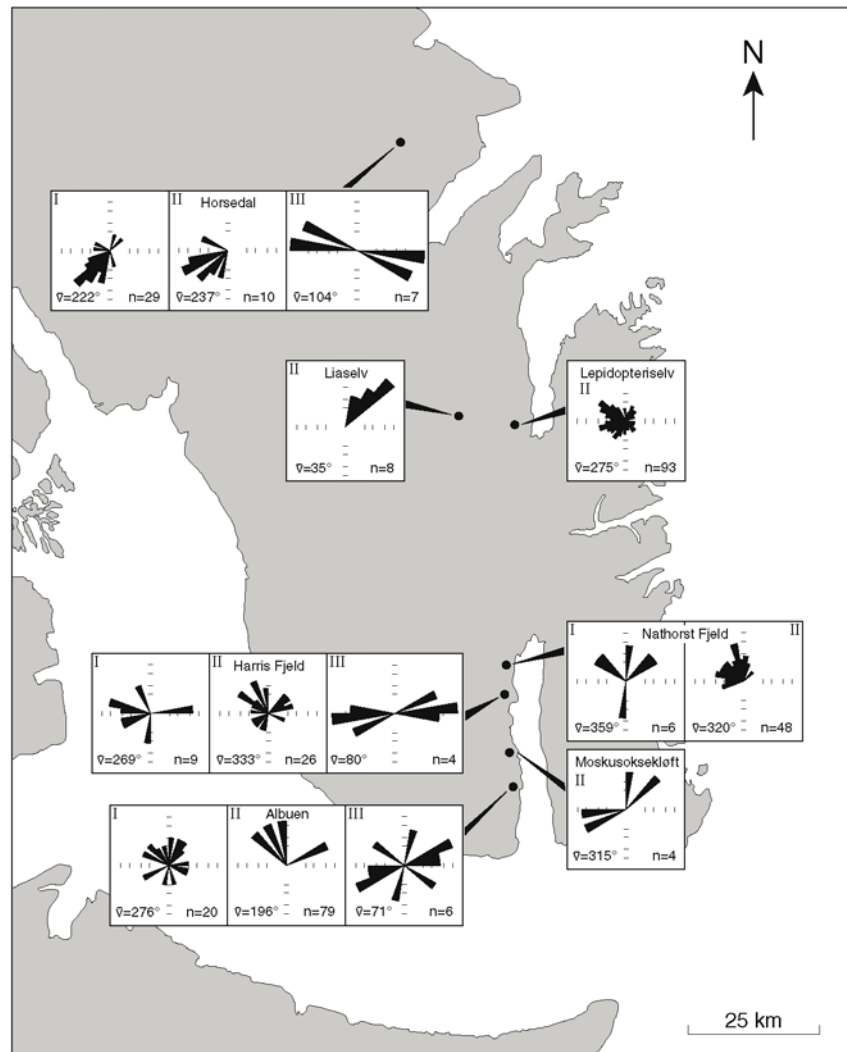 N
I
II
Horsedal
III
v̄=222°
n=29
v̄=237°
n=10
v̄=104°
n=7
II
Liaselv
v̄=35°
n=8
Lepidopteriselv
II
v̄=275°
n=93
I
Nathorst Fjeld
II
v̄=359°
n=6
v̄=320°
n=48
I
II
Harris Fjeld
III
v̄=269°
n=9
v̄=333°
n=26
v̄=80°
n=4
Moskusoksekløft
II
v̄=315°
n=4
I
II
Albuen
III
v̄=276°
n=20
v̄=196°
n=79
v̄=71°
n=6
25 km